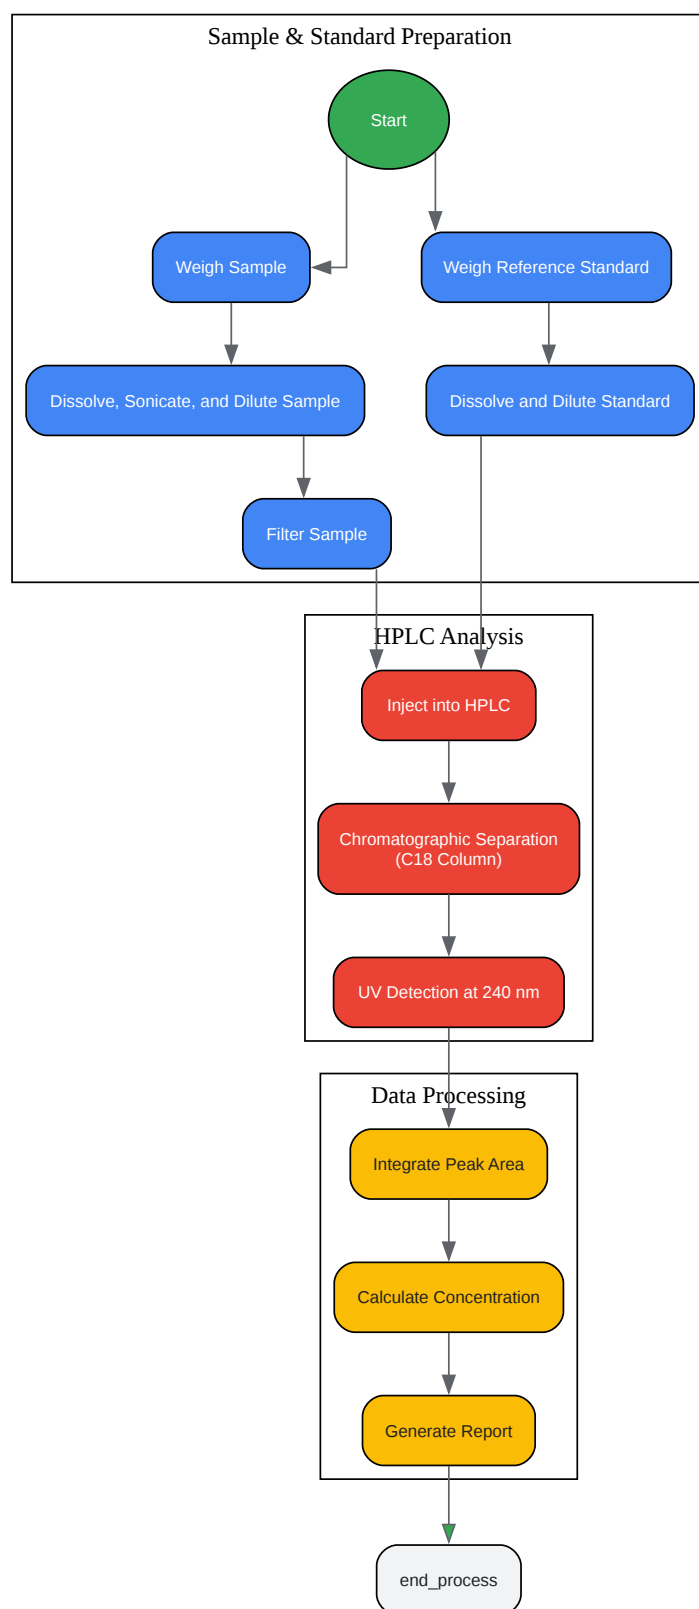 Sample & Standard Preparation
Start
Weigh Sample
Weigh Reference Standard
Dissolve, Sonicate, and Dilute Sample
Dissolve and Dilute Standard
Filter Sample
HPLC Analysis
Inject into HPLC
Chromatographic Separation
(C18 Column)
UV Detection at 240 nm
Data Processing
Integrate Peak Area
Calculate Concentration
Generate Report
end_process